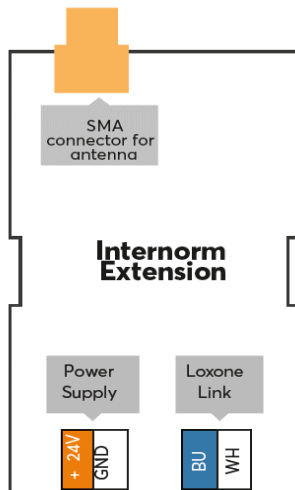 SMA
connector for
antenna
Internorm
Extension
Power
Supply
Loxone
Link
+ 24V
GND
BU
WH